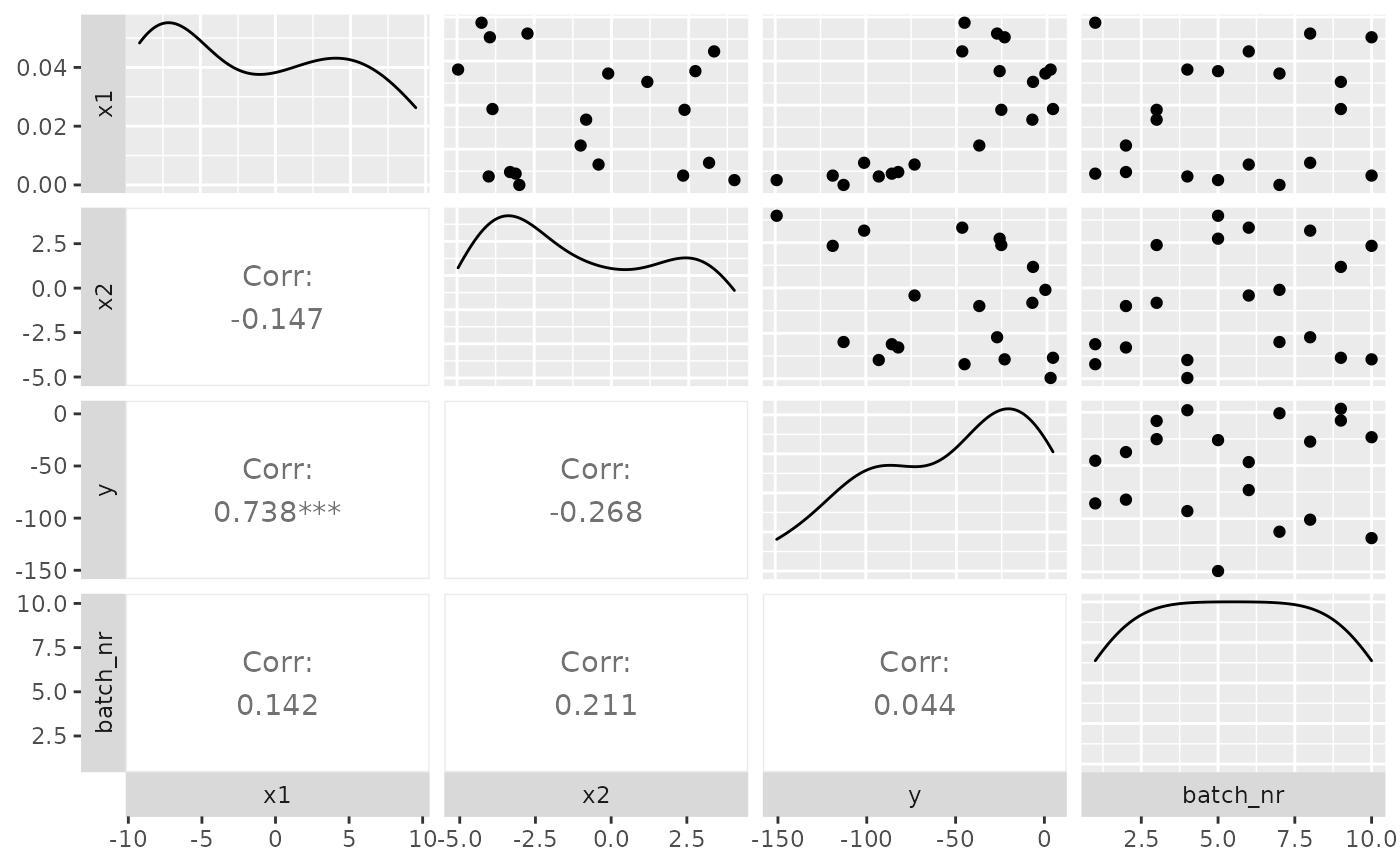 0.04
0.02
0.00
x1
2.5
0.0
-2.5
-5.0
x2
Corr:
-0.147
0
-50
-100
-150
y
Corr:
0.738***
Corr:
-0.268
10.0
7.5
5.0
2.5
batch_nr
Corr:
0.142
Corr:
0.211
Corr:
0.044
x1 x2 y batch_nr
-10 -5 0 5 10 -5.0 -2.5 0.0 2.5 -150 -100 -50 0 2.5 5.0 7.5 10.0